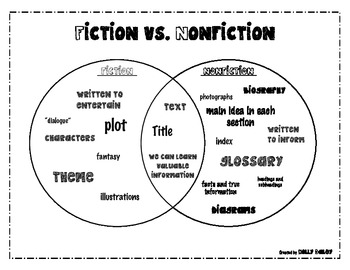 Fiction vs. Nonfiction
Fiction
Nonfiction
written to
entertain
"dialogue"
plot
characters
fantasy
Theme
illustrations
text
Title
we can learn
valuable
information
biography
photographs
main idea in each
section
written
to inform
index
glossary
facts and true
information
headings and
subheadings
Diagrams
Created by